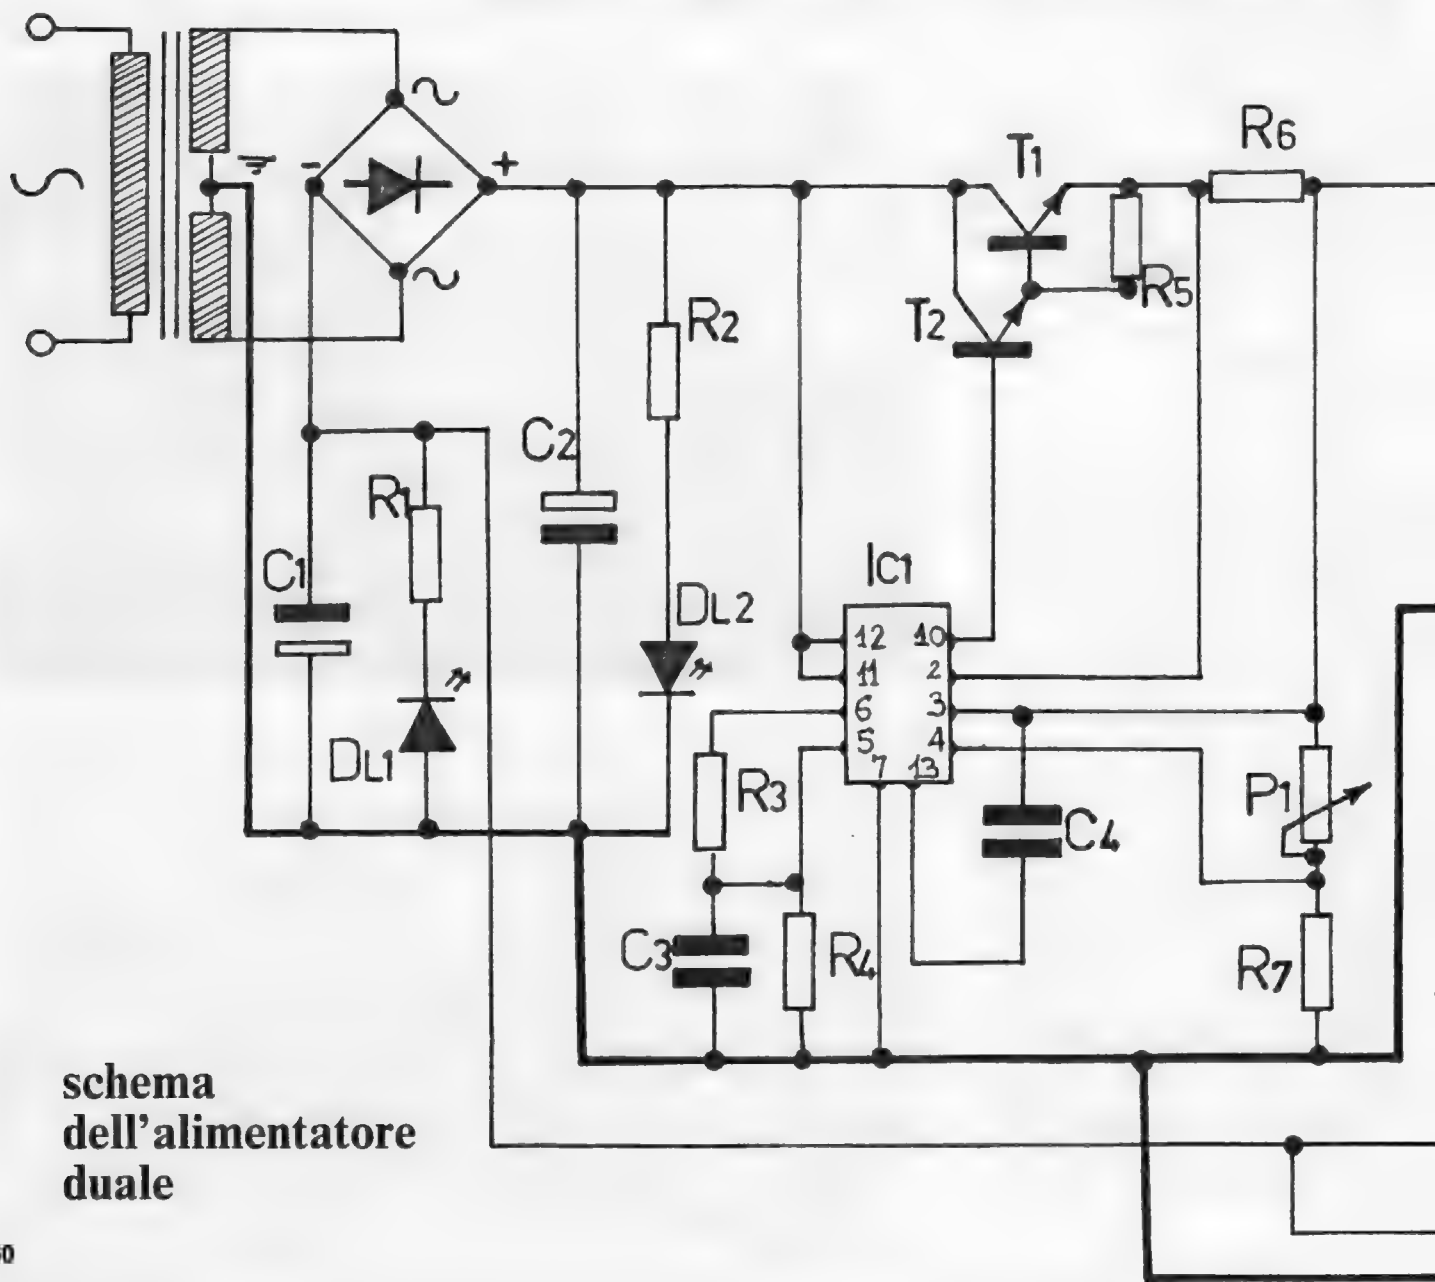 R6
T1
- +
R5
T2
R2
C2
R1
IC1
C1
DL2
12 10
11 2
6 3
5 4
7 13
DL1
R3
P1
C4
C3
R4
R7
schema
dell'alimentatore
duale